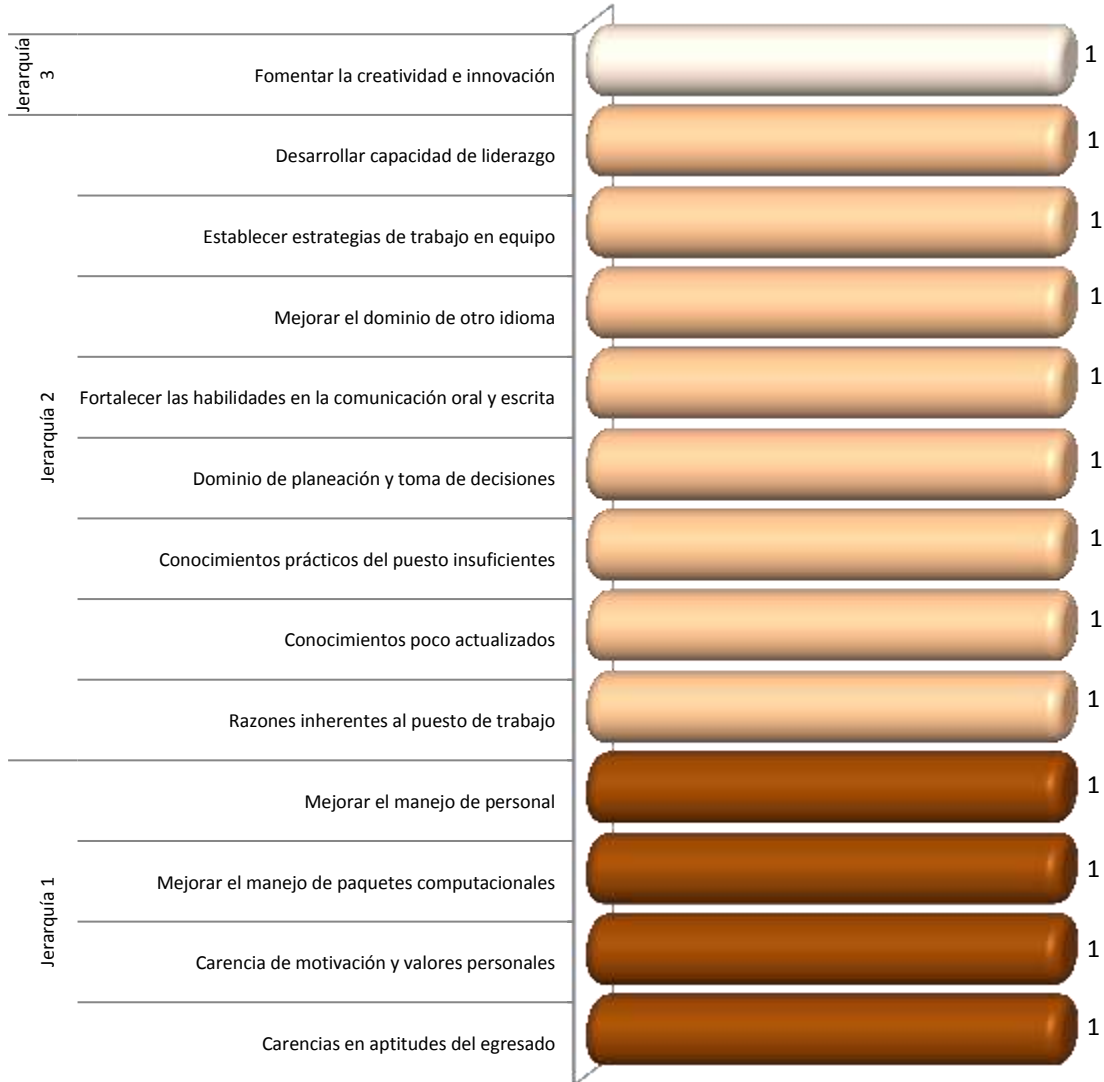 Jerarquía
3
Fomentar la creatividad e innovación
1
Jerarquía 2
Desarrollar capacidad de liderazgo
1
Establecer estrategias de trabajo en equipo
1
Mejorar el dominio de otro idioma
1
Fortalecer las habilidades en la comunicación oral y escrita
1
Dominio de planeación y toma de decisiones
1
Conocimientos prácticos del puesto insuficientes
1
Conocimientos poco actualizados
1
Razones inherentes al puesto de trabajo
1
Jerarquía 1
Mejorar el manejo de personal
1
Mejorar el manejo de paquetes computacionales
1
Carencia de motivación y valores personales
1
Carencias en aptitudes del egresado
1